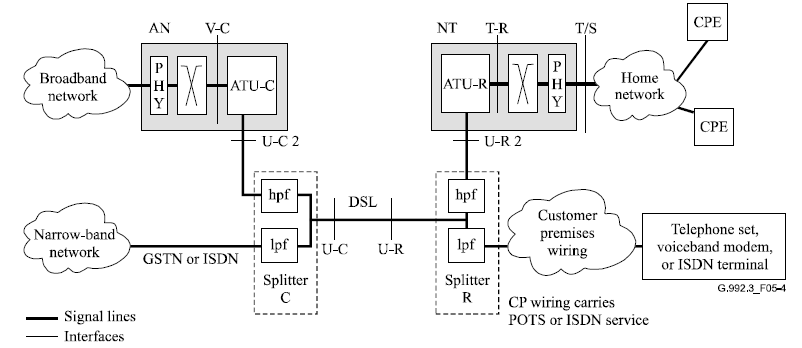 AN
V-C
NT
T-R
T/S
CPE
Broadband
network
P
H
Y
ATU-C
ATU-R
P
H
Y
Home
network
CPE
U-C 2
U-R 2
hpf
DSL
hpf
Narrow-band
network
GSTN or ISDN
lpf
U-C
U-R
lpf
Customer
premises
wiring
Telephone set,
voiceband modem,
or ISDN terminal
G.992.3_F05-4
Splitter
C
Splitter
R
CP wiring carries
POTS or ISDN service
Signal lines
Interfaces